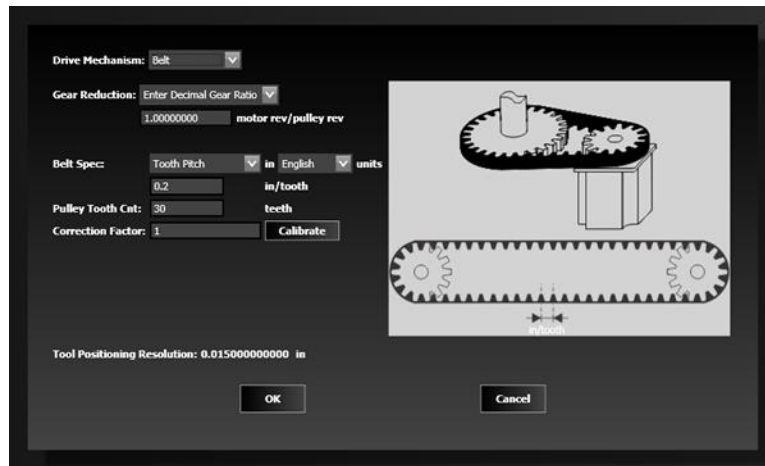 Drive Mechanism: Belt
Gear Reduction: Enter Decimal Gear Ratio
1.00000000 motor rev/pulley rev
Belt Spec: Tooth Pitch in English units
0.2 in/tooth
Pulley Tooth Cnt: 30 teeth
Correction Factor: 1 Calibrate
in/tooth
Tool Positioning Resolution: 0.015000000000 in
OK Cancel